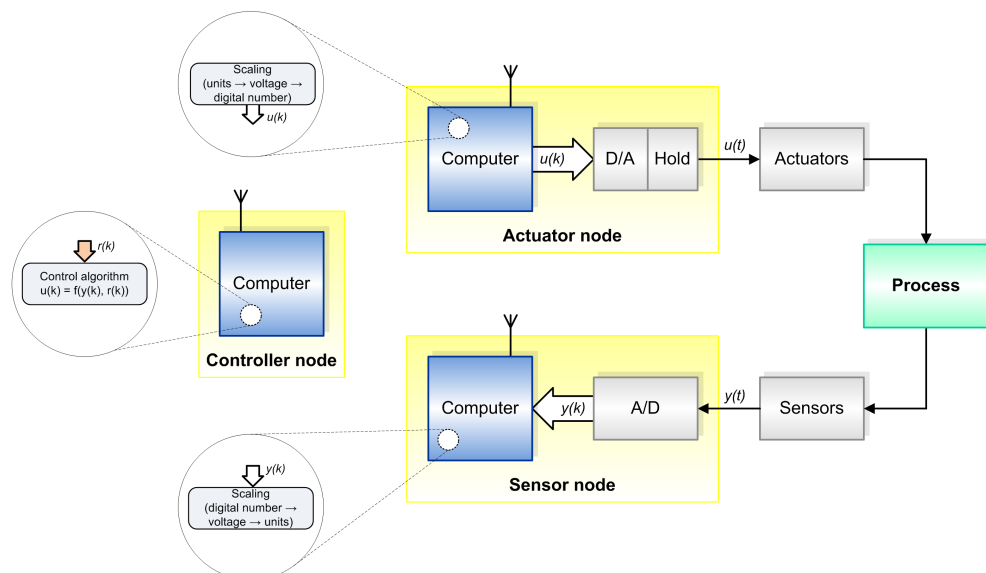 Scaling
(units → voltage →
digital number)
u(k)
Computer
u(k)
D/A
Hold
u(t)
Actuators
Actuator node
r(k)
Control algorithm
u(k) = f(y(k), r(k))
Computer
Controller node
Process
Computer
y(k)
A/D
y(t)
Sensors
Sensor node
y(k)
Scaling
(digital number →
voltage → units)